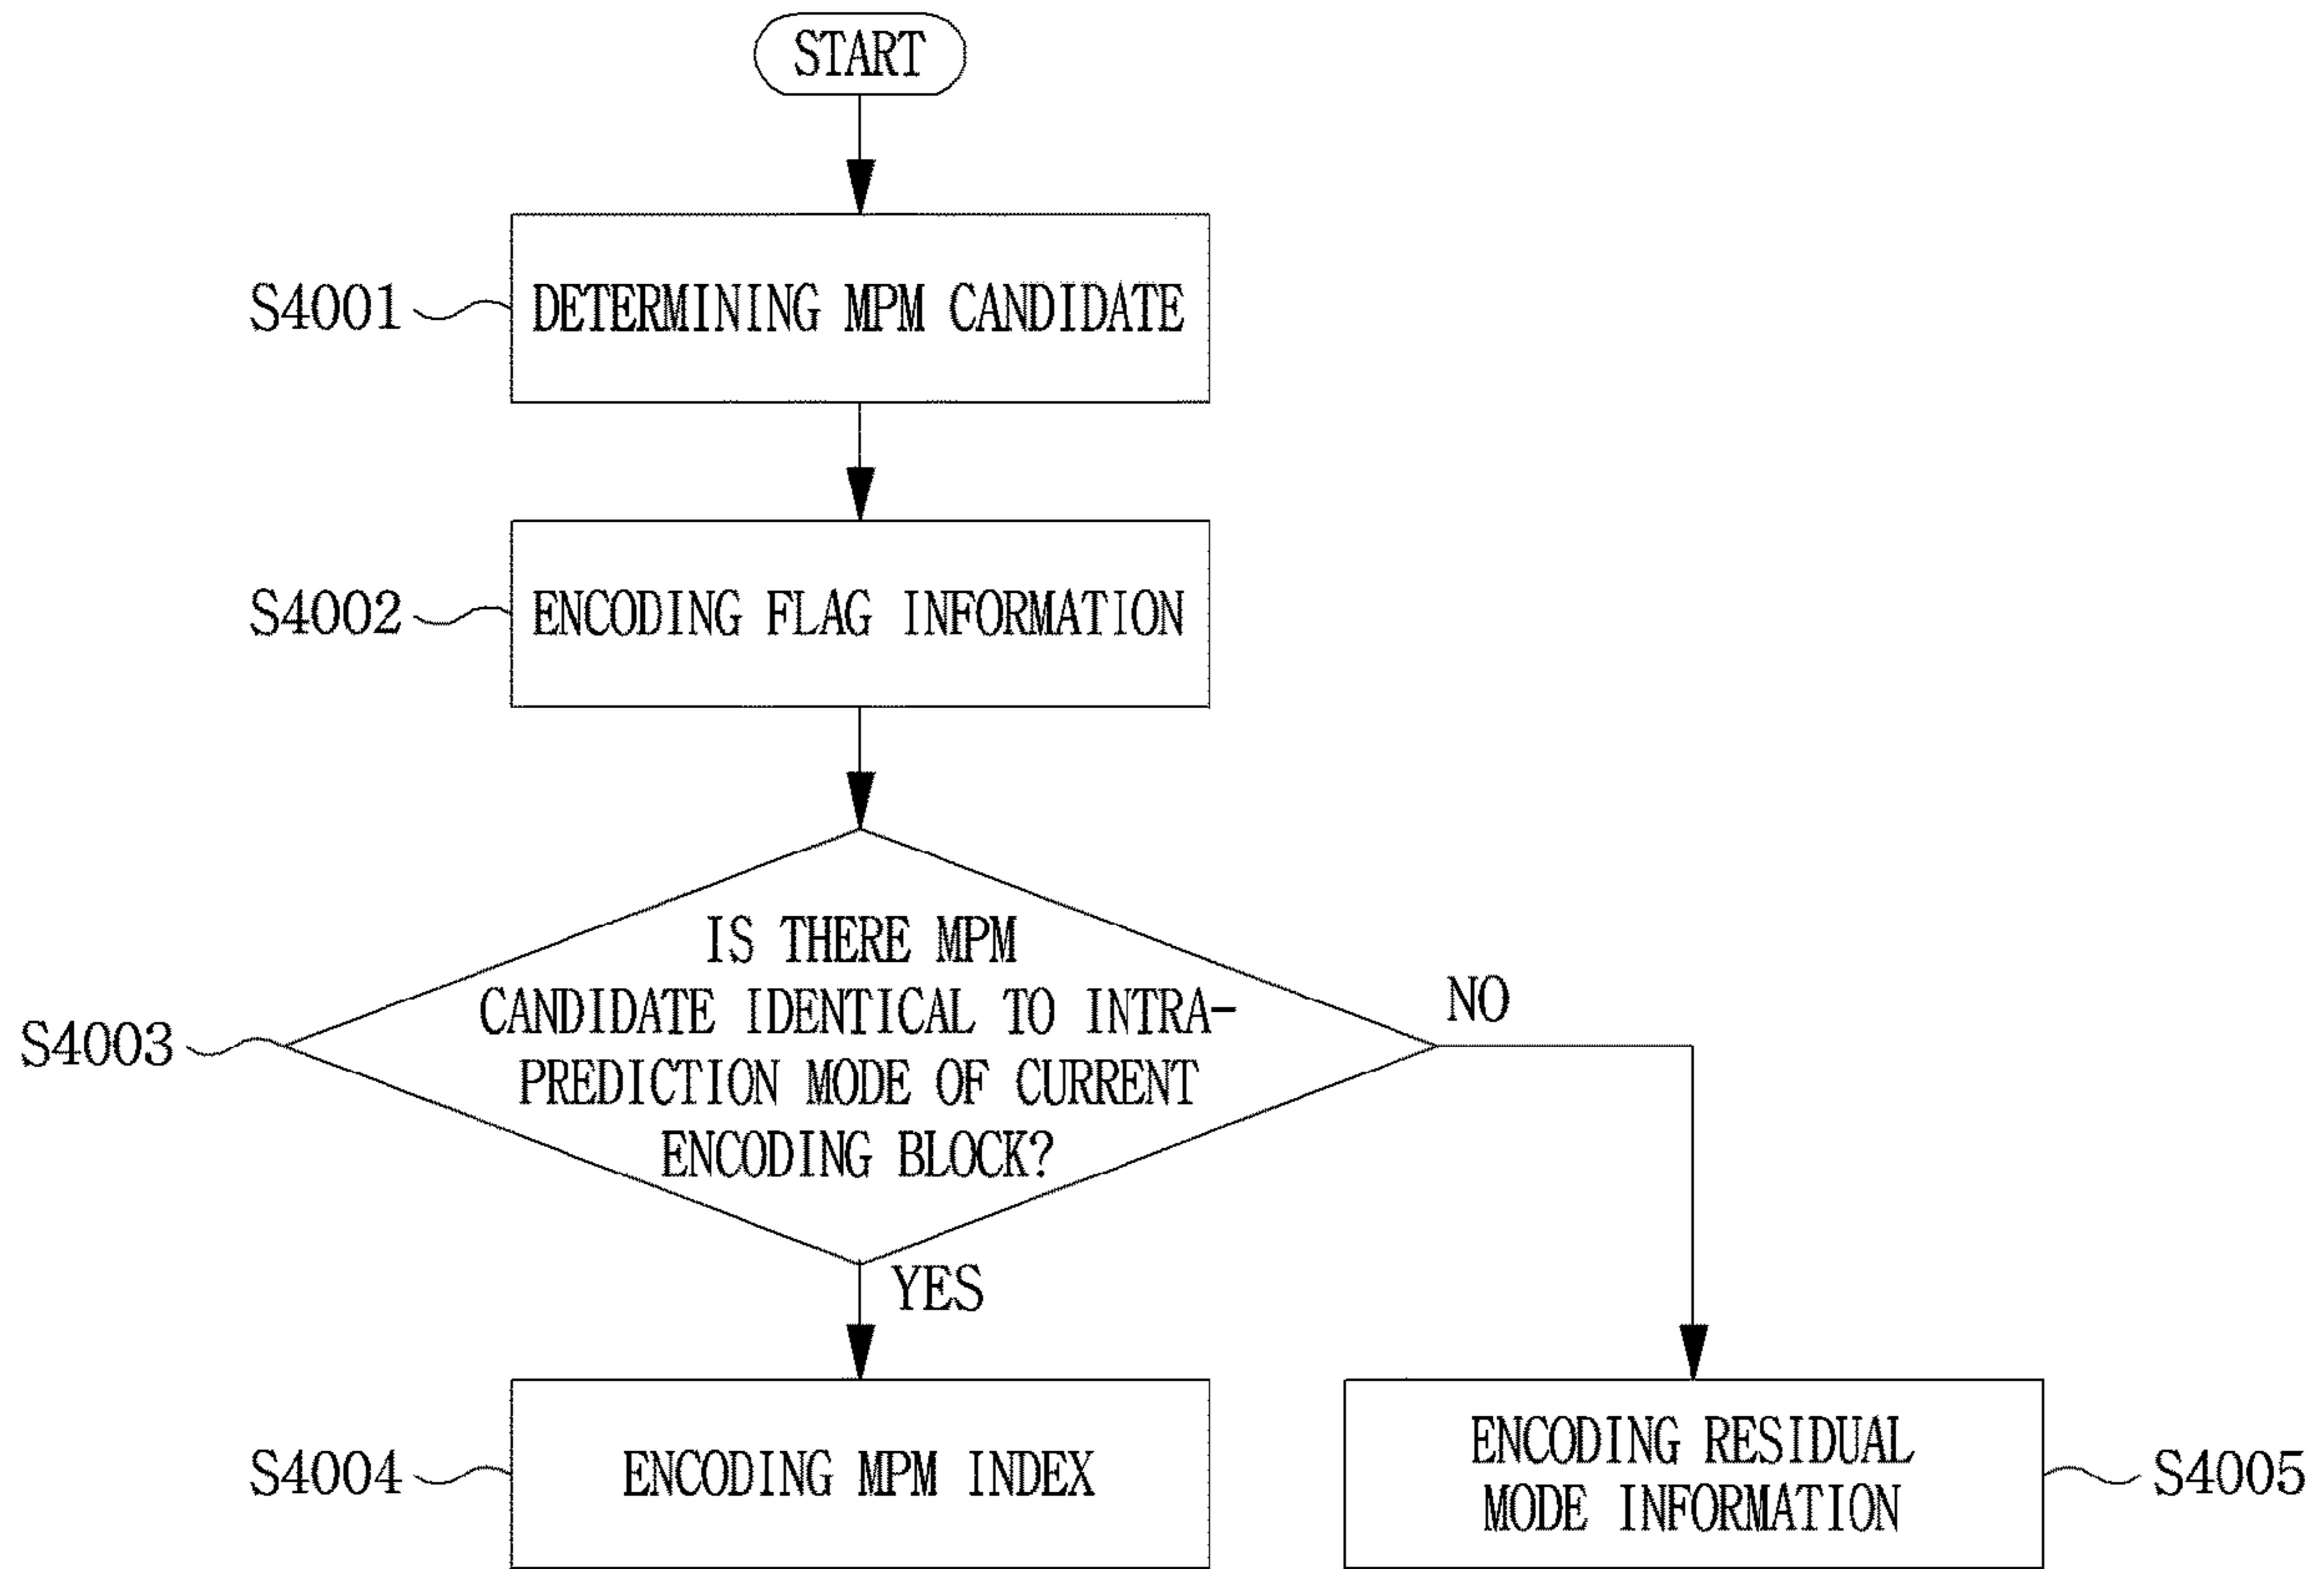 START
S4001
DETERMINING MPM CANDIDATE
S4002
ENCODING FLAG INFORMATION
S4003
IS THERE MPM
CANDIDATE IDENTICAL TO INTRA-
PREDICTION MODE OF CURRENT
ENCODING BLOCK?
NO
YES
S4004
ENCODING MPM INDEX
ENCODING RESIDUAL
MODE INFORMATION
S4005